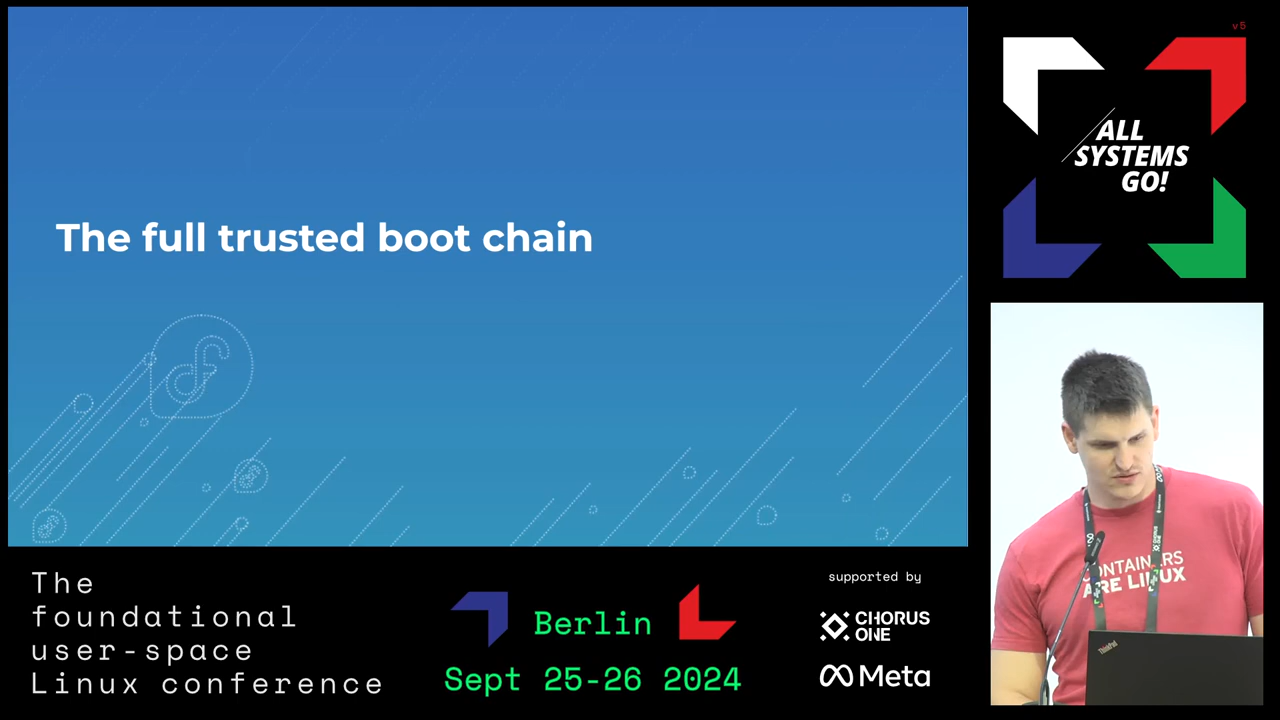 The full trusted boot chain
v5
ALL
SYSTEMS
GO!
CONTAINERS
ARE LINUX
ThinkPad
The
foundational
user-space
Linux conference
Berlin
Sept 25-26 2024
supported by
CHORUS
ONE
Meta